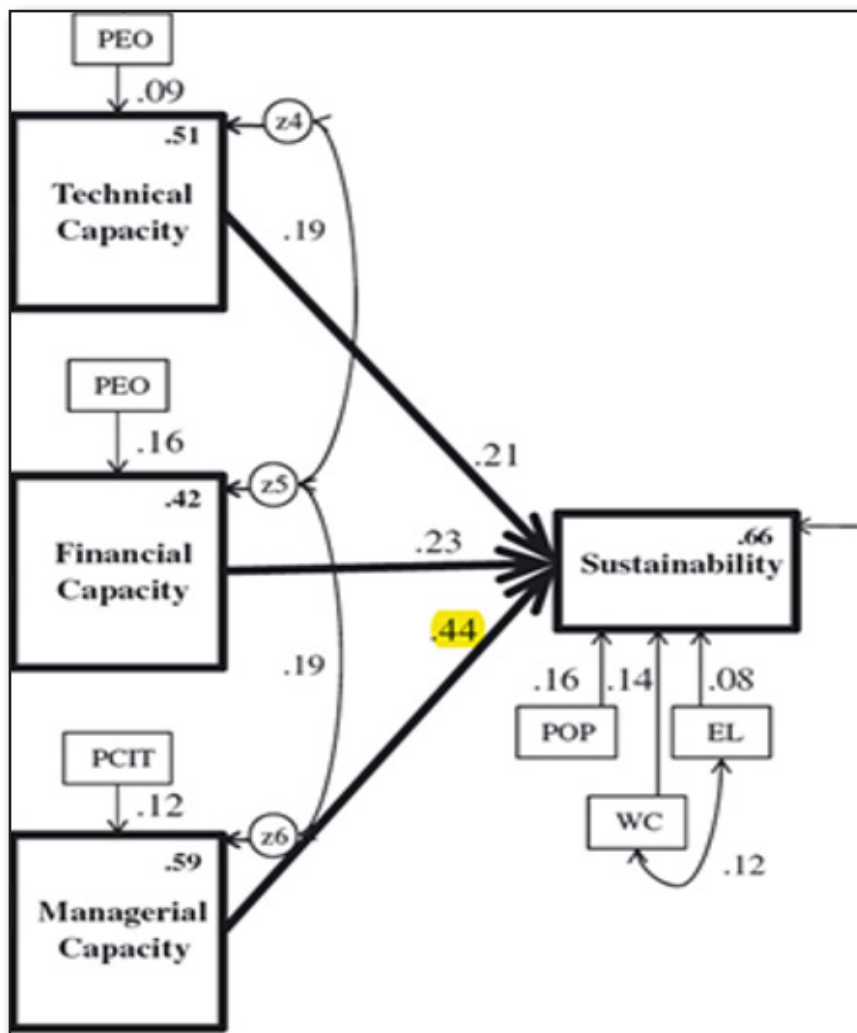 PEO
.09
.51
z4
Technical
Capacity
.19
PEO
.16
.21
.42
z5
.66
Financial
Capacity
.23
Sustainability
.44
.19
.16
.14
.08
PCIT
POP
EL
.12
z6
WC
.59
.12
Managerial
Capacity